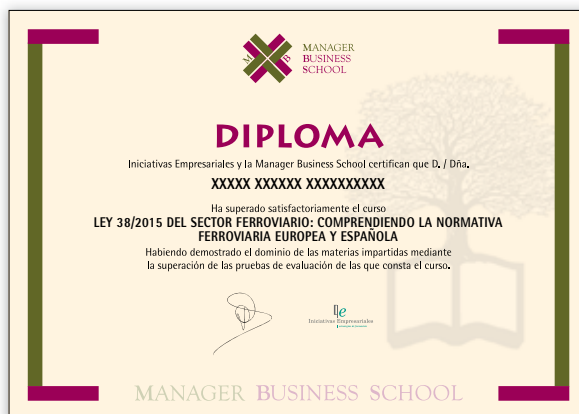 M B
MANAGER
BUSINESS
SCHOOL
DIPLOMA
Iniciativas Empresariales y la Manager Business School certifican que D. / Dña.
XXXXX XXXXXX XXXXXXXXXX
Ha superado satisfactoriamente el curso
LEY 38/2015 DEL SECTOR FERROVIARIO: COMPRENDIENDO LA NORMATIVA
FERROVIARIA EUROPEA Y ESPAÑOLA
Habiendo demostrado el dominio de las materias impartidas mediante
la superación de las pruebas de evaluación de las que consta el curso.
Ie
Iniciativas Empresariales
MANAGER BUSINESS SCHOOL